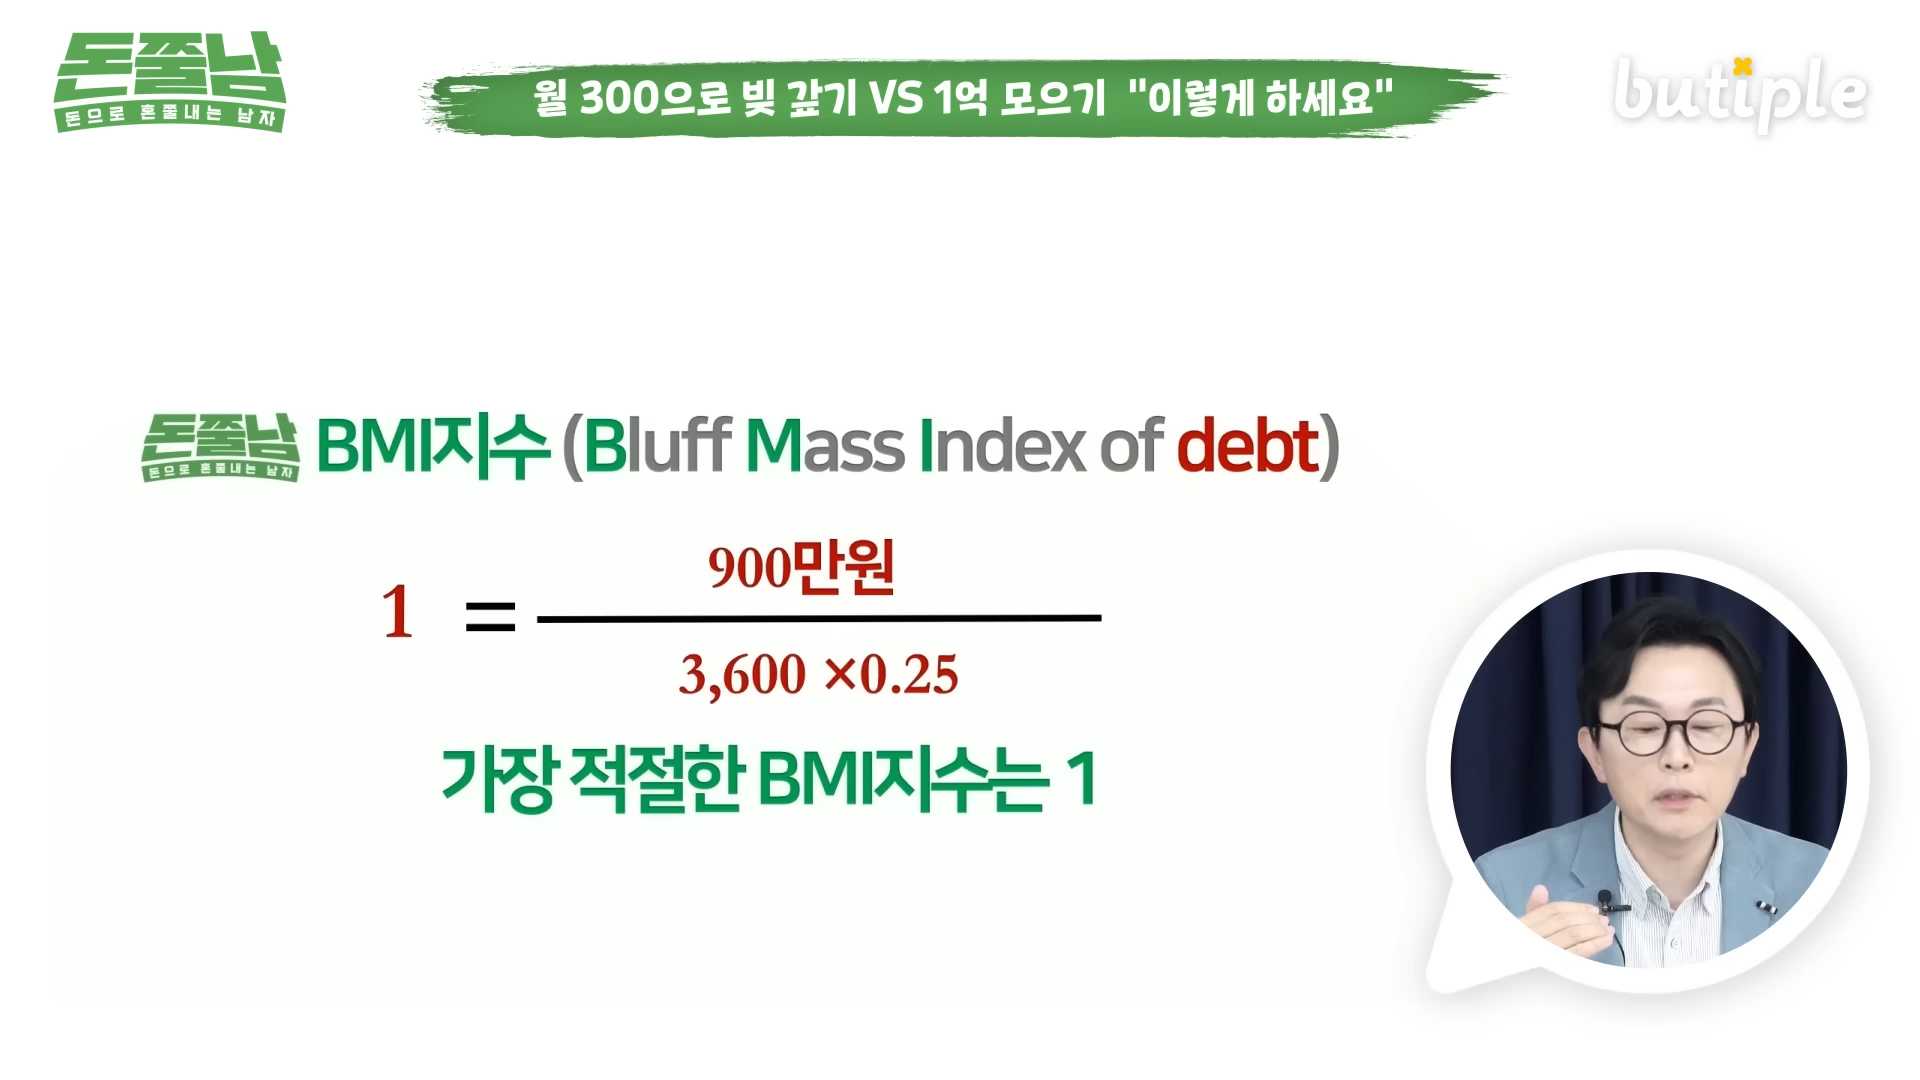 돈쭐남
돈으로 혼쭐내는 남자
월 300으로 빚 갚기 VS 1억 모으기 "이렇게 하세요"
butiple
돈쭐남
돈으로 혼쭐내는 남자
BMI지수 (Bluff Mass Index of debt)
900만원
1 =
3,600 ×0.25
가장 적절한 BMI지수는 1